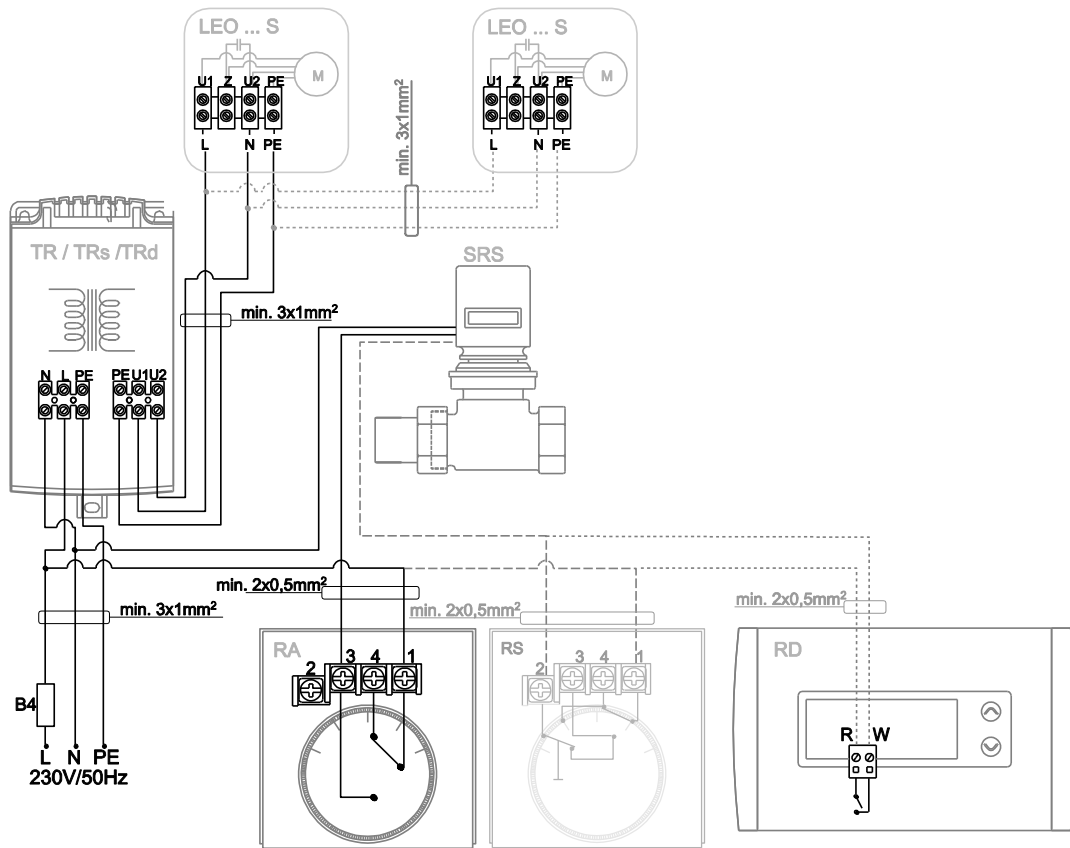 LEO ... S
M
U1 Z U2 PE
L N PE
LEO ... S
M
U1 Z U2 PE
L N PE
min. 3x1mm²
TR / TRs /TRd
SRS
min. 3x1mm²
N L PE
PE U1 U2
min. 2x0,5mm²
min. 3x1mm²
min. 2x0,5mm²
min. 2x0,5mm²
RA
2 3 4 1
RS
2 3 4 1
RD
R W
B4
L N PE
230V/50Hz